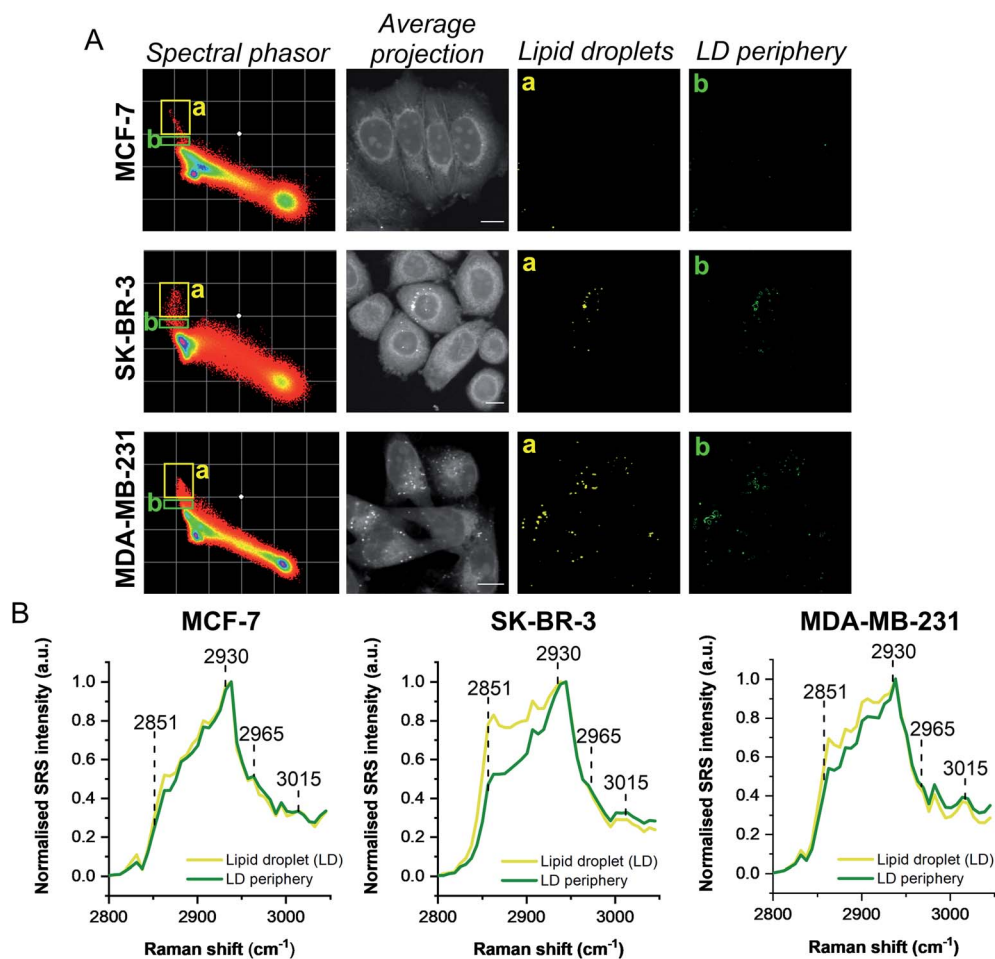 A
Spectral phasor
Average projection
Lipid droplets
LD periphery
MCF-7
a
b
a
b
SK-BR-3
a
b
a
b
MDA-MB-231
a
b
a
b
B
MCF-7
Normalised SRS intensity (a.u.)
1.0
0.8
0.6
0.4
0.2
0.0
2851
2930
2965
3015
Lipid droplet (LD)
LD periphery
2800
2900
3000
Raman shift (cm⁻¹)
SK-BR-3
Normalised SRS intensity (a.u.)
1.0
0.8
0.6
0.4
0.2
0.0
2851
2930
2965
3015
Lipid droplet (LD)
LD periphery
2800
2900
3000
Raman shift (cm⁻¹)
MDA-MB-231
Normalised SRS intensity (a.u.)
1.0
0.8
0.6
0.4
0.2
0.0
2851
2930
2965
3015
Lipid droplet (LD)
LD periphery
2800
2900
3000
Raman shift (cm⁻¹)